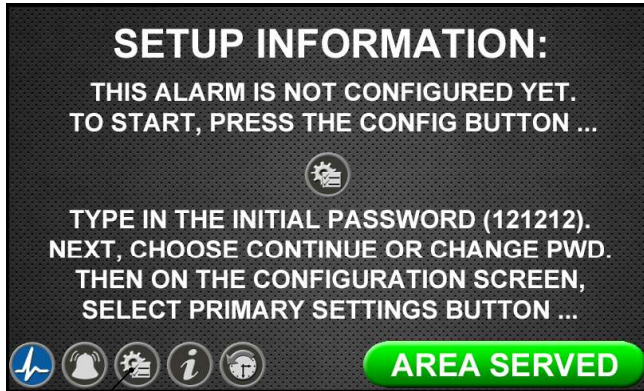 SETUP INFORMATION:
THIS ALARM IS NOT CONFIGURED YET.
TO START, PRESS THE CONFIG BUTTON ...
TYPE IN THE INITIAL PASSWORD (121212).
NEXT, CHOOSE CONTINUE OR CHANGE PWD.
THEN ON THE CONFIGURATION SCREEN,
SELECT PRIMARY SETTINGS BUTTON ...
AREA SERVED